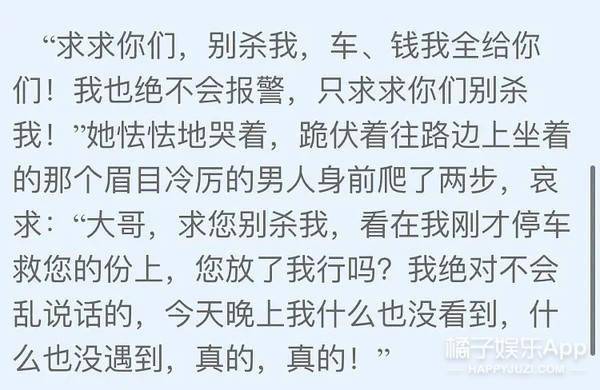 “求求你们，别杀我，车、钱我全给你
们！我也绝不会报警，只求求你们别杀
我！”她怯怯地哭着，跪伏着往路边上坐着
的那个眉目冷厉的男人身前爬了两步，哀
求：“大哥，求您别杀我，看在我刚才停车
救您的份上，您放了我行吗？我绝对不会
乱说话的，今天晚上我什么也没看到，什
么也没遇到，真的，真的！”
橘子娱乐App
HAPPYJUZI.COM